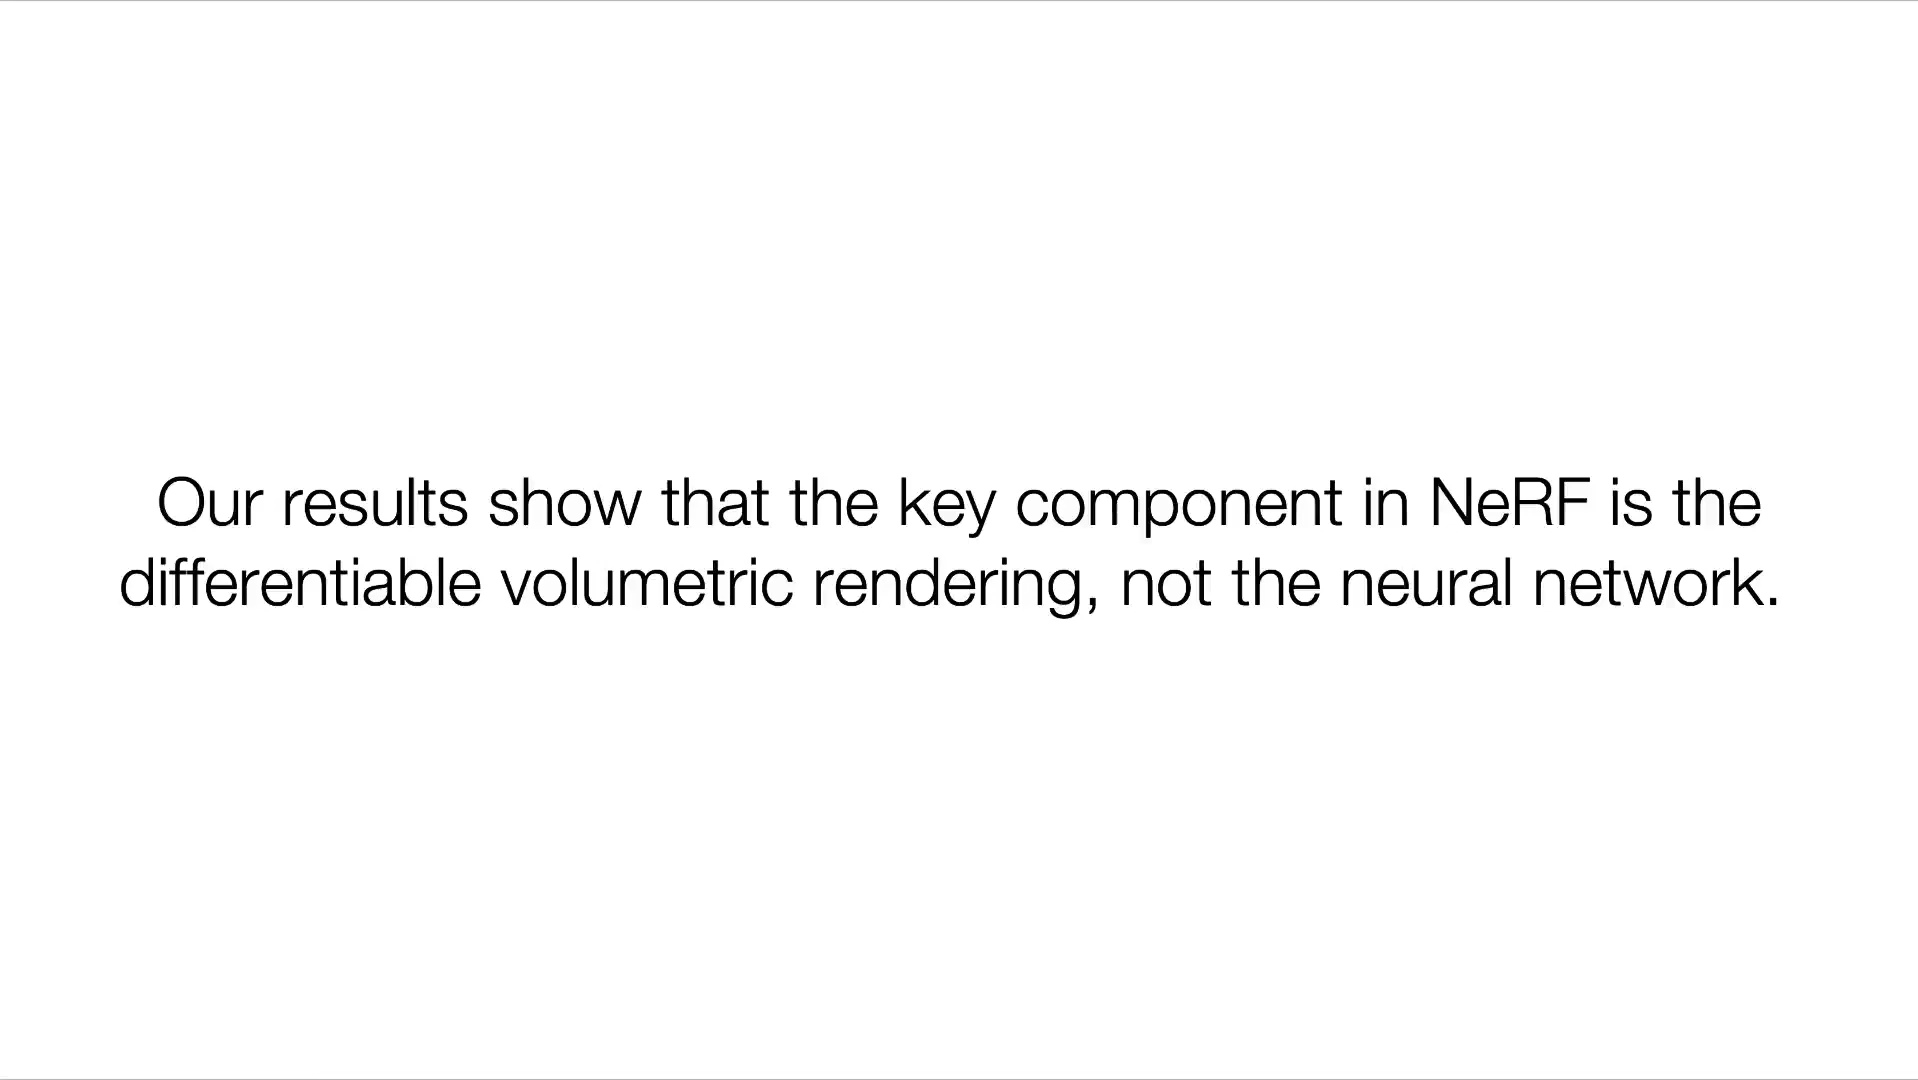 Our results show that the key component in NeRF is the
differentiable volumetric rendering, not the neural network.